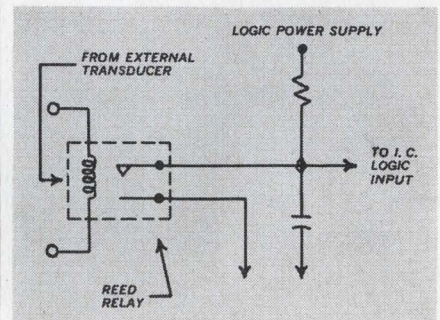 LOGIC POWER SUPPLY
FROM EXTERNAL
TRANSDUCER
TO I. C.
LOGIC
INPUT
REED
RELAY